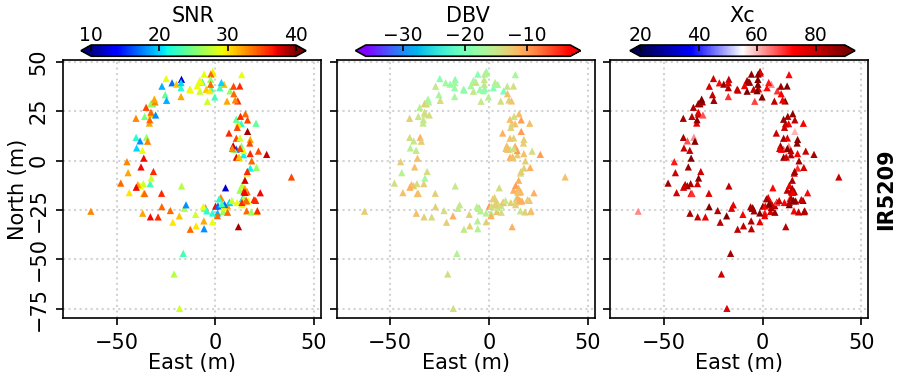 SNR DBV Xc
10 20 30 40 −30 −20 −10 20 40 60 80
50
25
0
−25
−50
−75
North (m)
IR5209
−50 0 50 −50 0 50 −50 0 50
East (m) East (m) East (m)